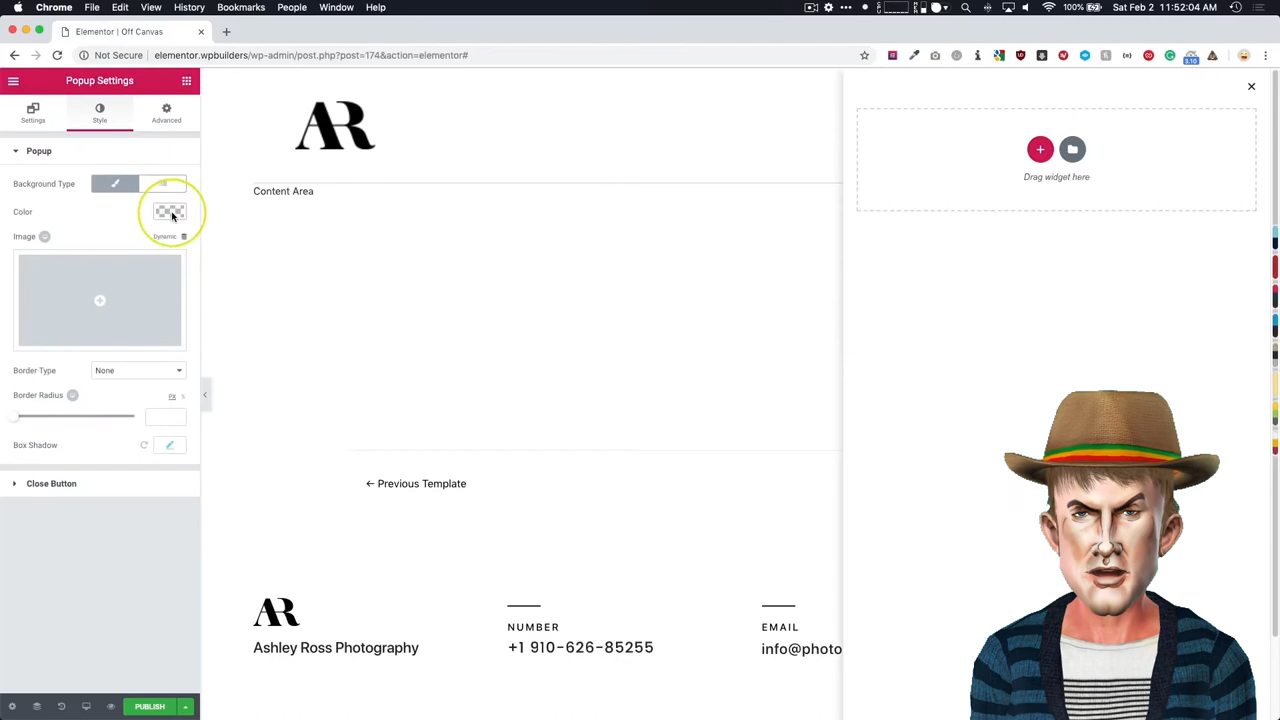 Chrome File Edit View History Bookmarks People Window Help
100% Sat Feb 2 11:52:04 AM
Elementor | Off Canvas
Not Secure elementor.wpbuilders/wp-admin/post.php?post=174&action=elementor#
3.10
Popup Settings
Settings
Style
Advanced
Popup
Background Type
Color
Image
Dynamic
Border Type
None
Border Radius
PX %
Box Shadow
Close Button
PUBLISH
AR
Content Area
Drag widget here
← Previous Template
AR
Ashley Ross Photography
NUMBER
+1 910-626-85255
EMAIL
info@photo